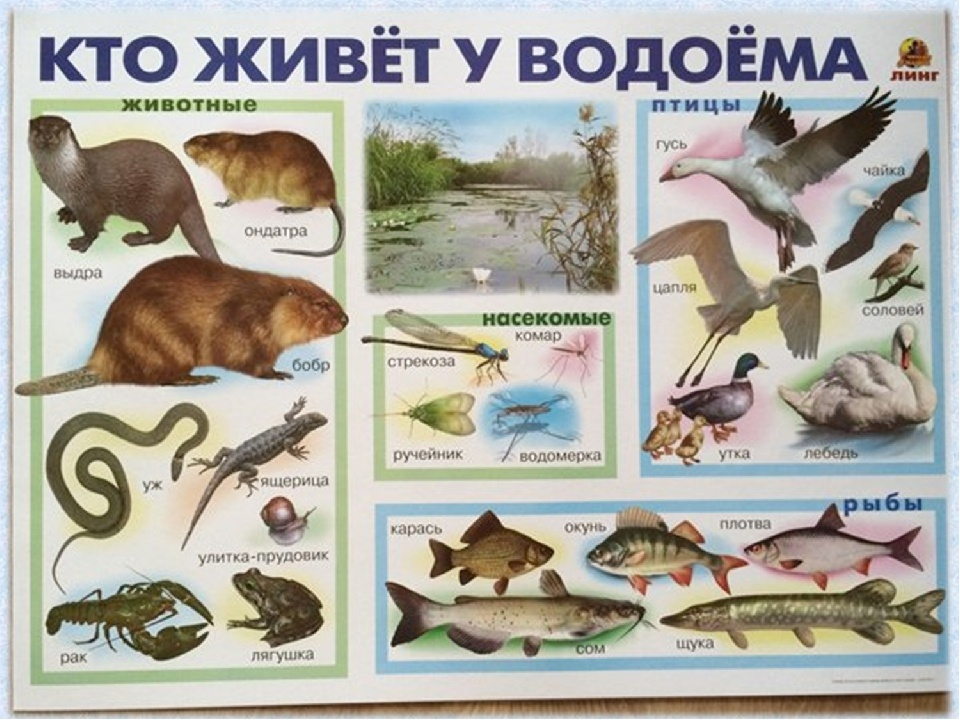 КТО ЖИВЁТ У ВОДОЁМА
ЛИНГ
животные
выдра
ондатра
бобр
уж
ящерица
улитка-прудовик
рак
лягушка
насекомые
стрекоза
комар
ручейник
водомерка
птицы
гусь
чайка
цапля
соловей
утка
лебедь
рыбы
карась
окунь
плотва
сом
щука